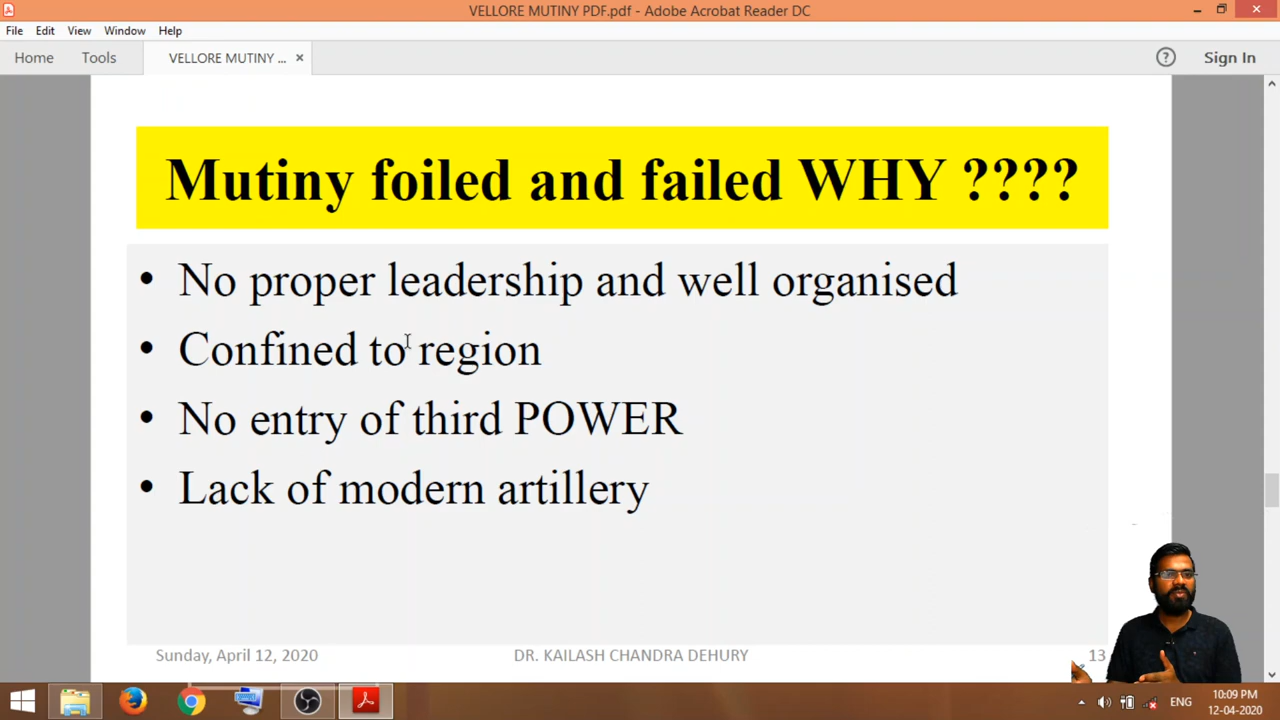 VELLORE MUTINY PDF.pdf - Adobe Acrobat Reader DC
File Edit View Window Help
Home Tools VELLORE MUTINY ... × ? Sign In
Mutiny foiled and failed WHY ????
• No proper leadership and well organised
• Confined to region
• No entry of third POWER
• Lack of modern artillery
Sunday, April 12, 2020 DR. KAILASH CHANDRA DEHURY 13
ENG 10:09 PM
12-04-2020